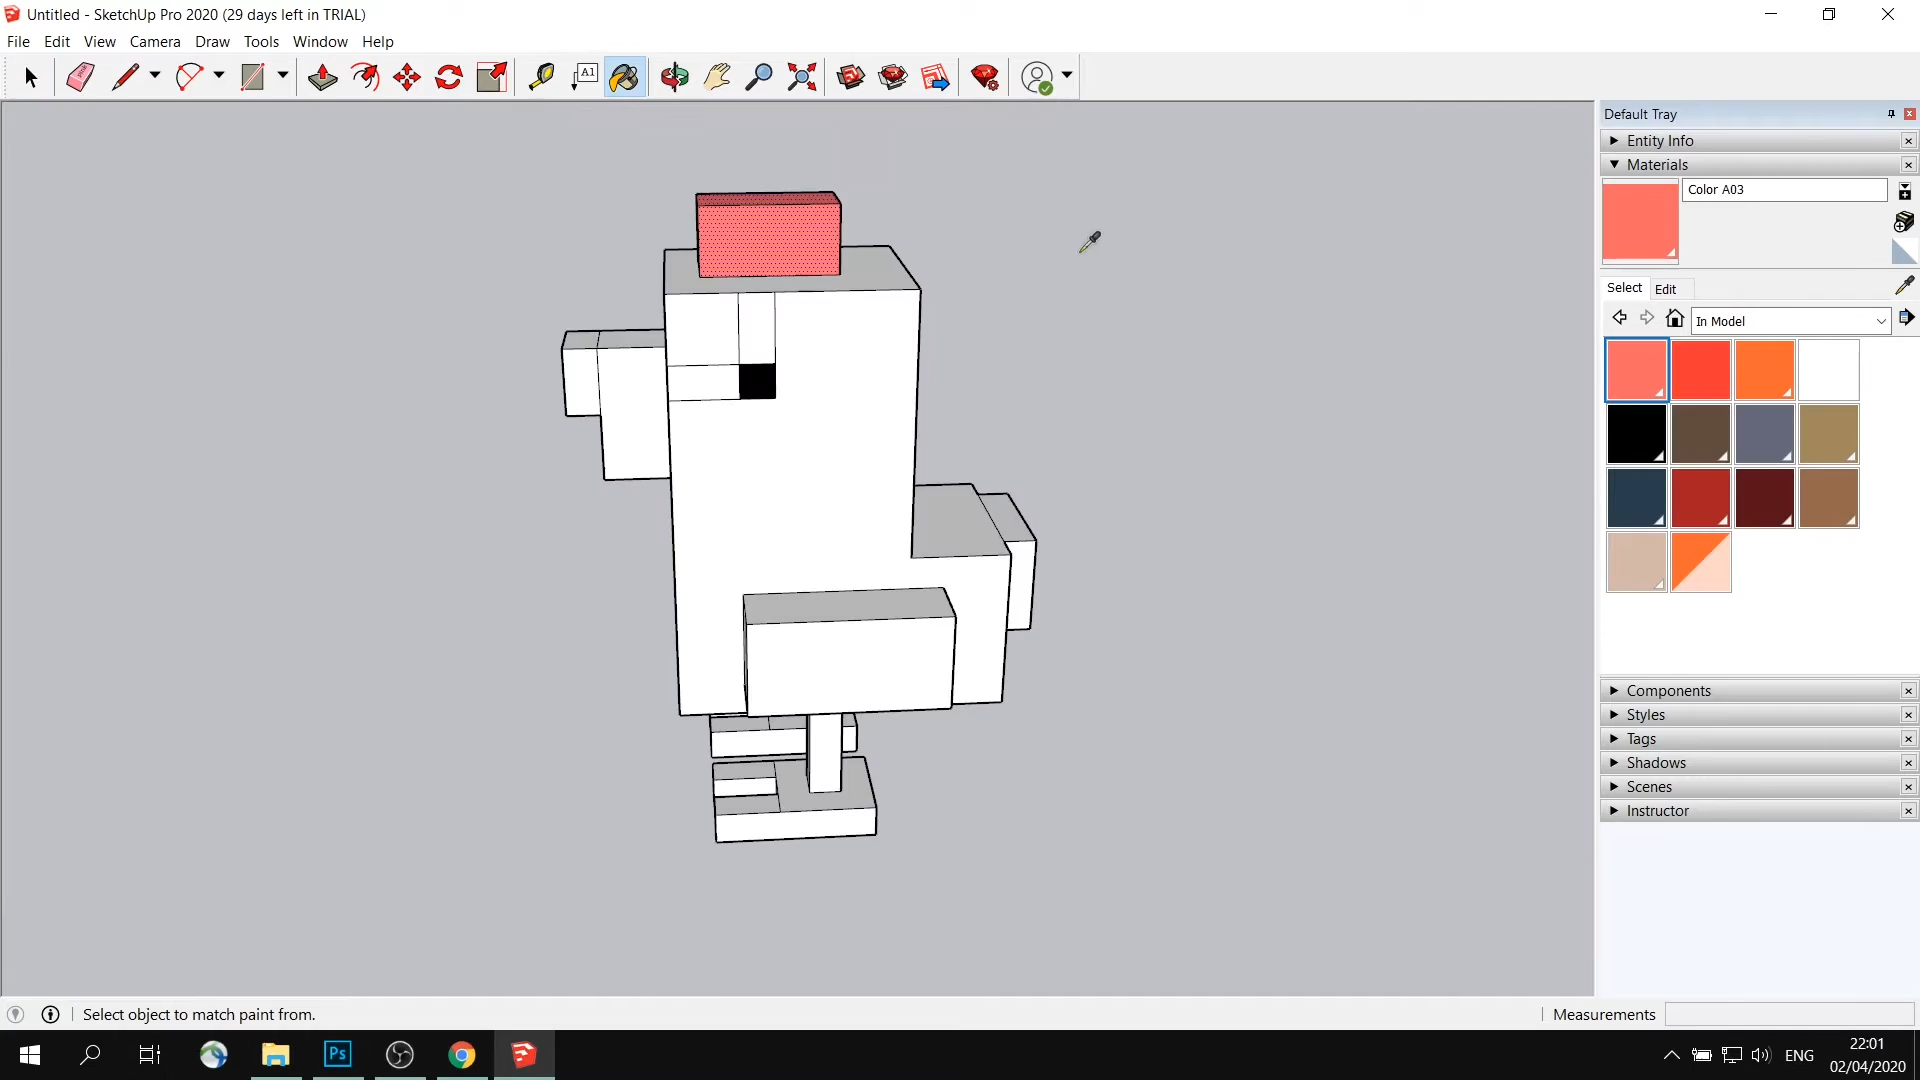 Untitled - SketchUp Pro 2020 (29 days left in TRIAL)
File Edit View Camera Draw Tools Window Help
A1
Default Tray
Entity Info
Materials
Color A03
Select Edit
In Model
Components
Styles
Tags
Shadows
Scenes
Instructor
Select object to match paint from.
Measurements
Ps
ENG
22:01
02/04/2020